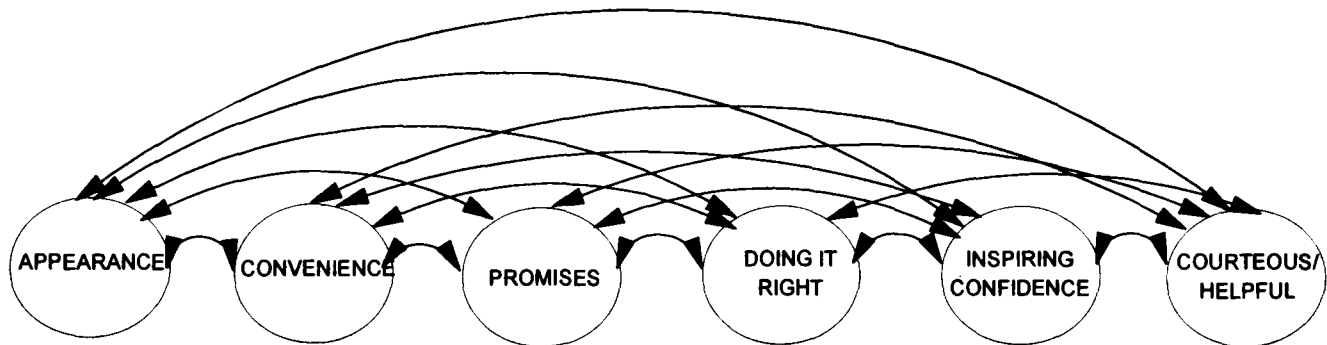 APPEARANCE
CONVENIENCE
PROMISES
DOING IT
RIGHT
INSPIRING
CONFIDENCE
COURTEOUS/
HELPFUL